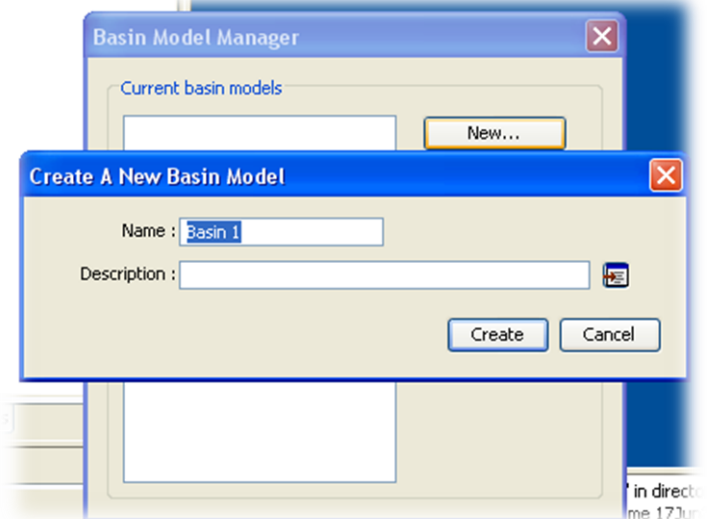 Basin Model Manager
Current basin models
New...
Create A New Basin Model
Name : Basin 1
Description :
Create Cancel
in directo
me 17Jun